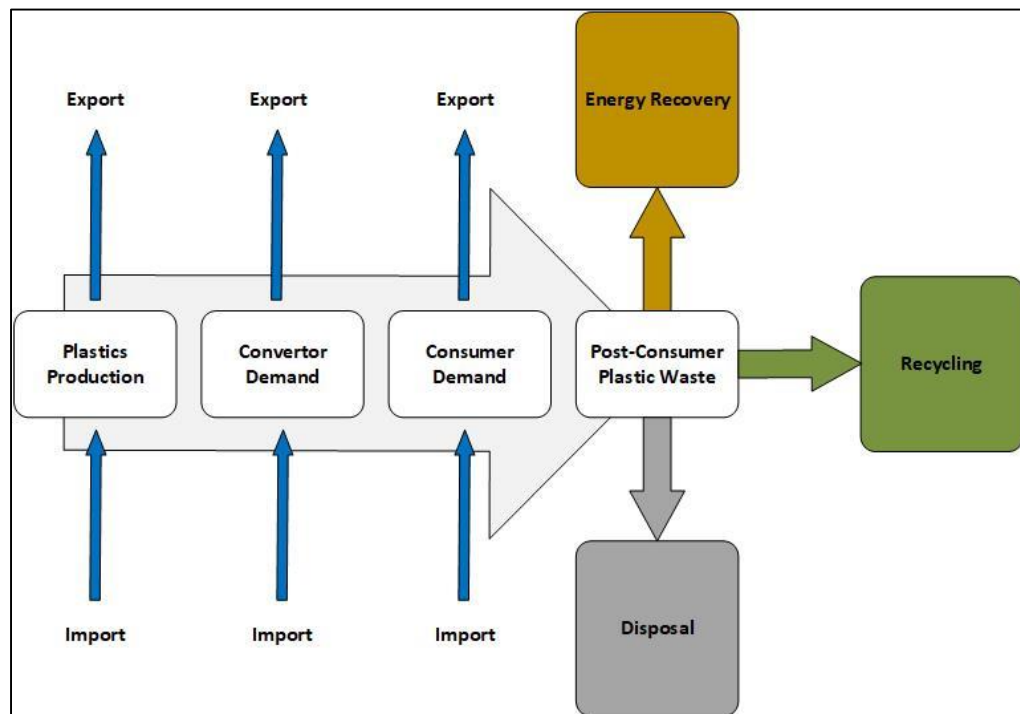 Export
Export
Export
Energy Recovery
Plastics
Production
Convertor
Demand
Consumer
Demand
Post-Consumer
Plastic Waste
Recycling
Import
Import
Import
Disposal